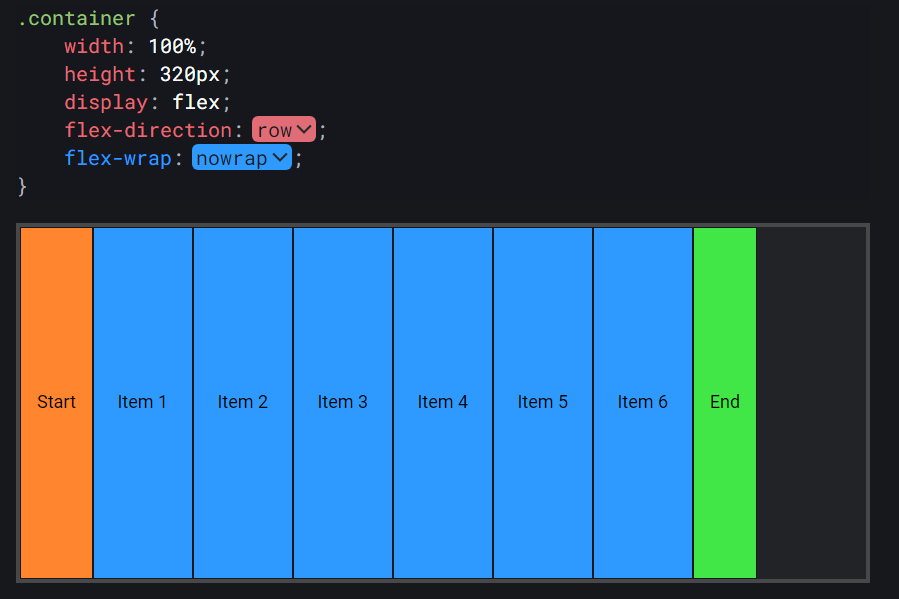 .container {
    width: 100%;
    height: 320px;
    display: flex;
    flex-direction: row;
    flex-wrap: nowrap;
}
Start Item 1 Item 2 Item 3 Item 4 Item 5 Item 6 End